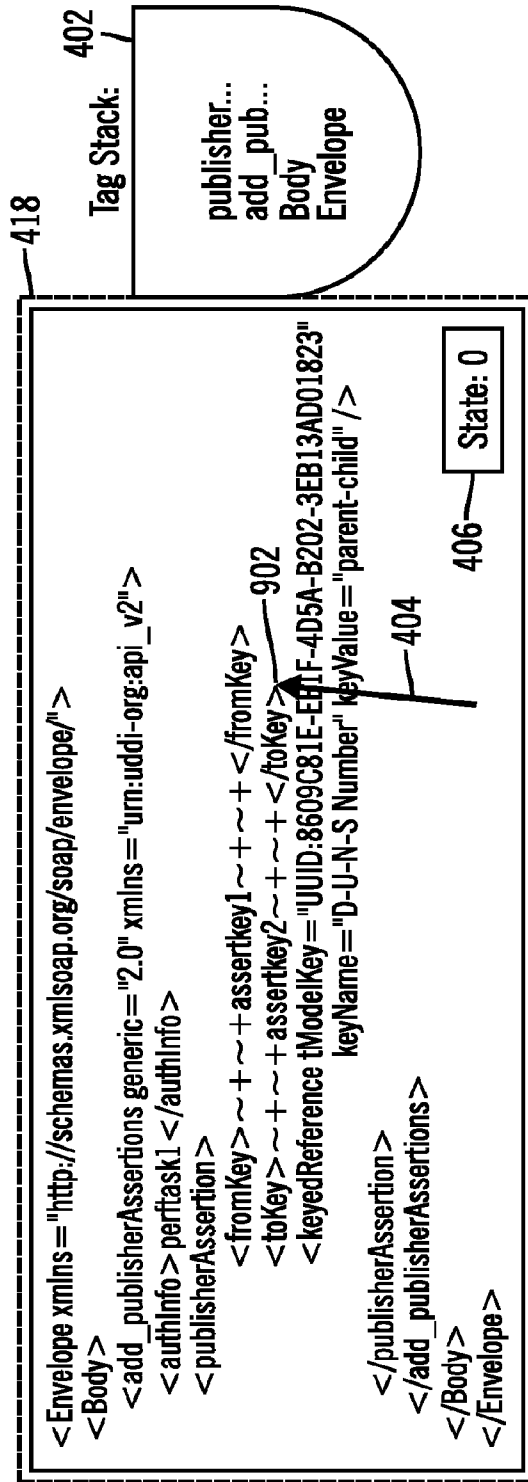 418
Tag Stack:
402
<Envelope xmlns="http://schemas.xmlsoap.org/soap/envelope/">
<Body>
<add_publisherAssertions generic="2.0" xmlns="urn:uddi-org:api_v2">
<authInfo>perftask1 </authInfo>
<publisherAssertion>
<fromKey>~+~+assertkey1~+~+</fromKey>
<toKey>~+~+assertkey2~+~+</toKey>
902
<keyedReference tModelKey="UUID:8609C81E-EB1F-4D5A-B202-3EB13AD01823"
keyName="D-U-N-S Number" keyValue="parent-child" />
404
</publisherAssertion>
</add_publisherAssertions>
</Body>
</Envelope>
406
State: 0
publisher...
add_pub...
Body
Envelope